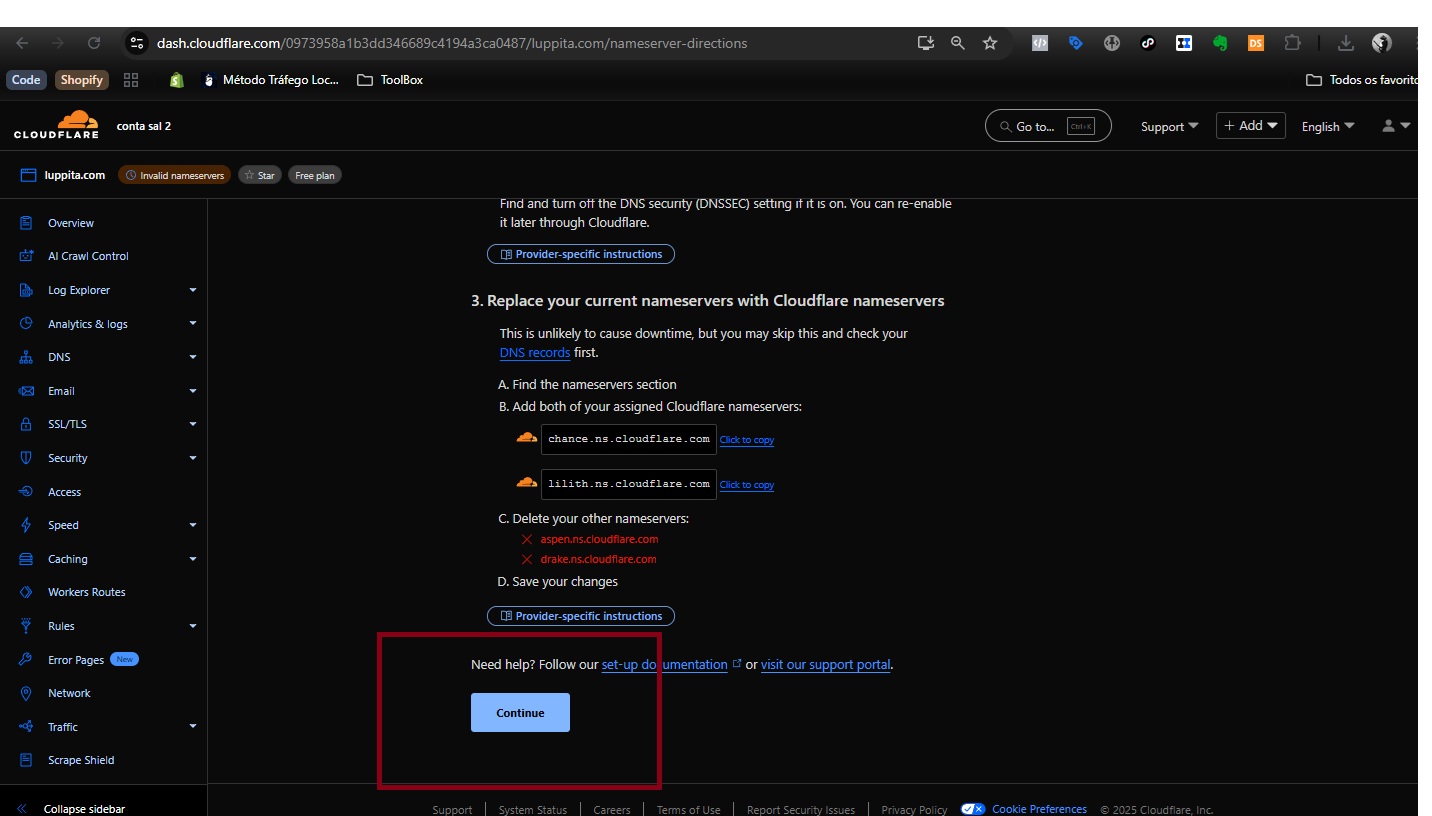 dash.cloudflare.com/0973958a1b3dd346689c4194a3ca0487/luppita.com/nameserver-directions
DS
Code Shopify Método Tráfego Loc... ToolBox Todos os favorito
CLOUDFLARE conta sal 2 Go to... Ctrl+K Support + Add English
luppita.com Invalid nameservers Star Free plan
Overview
AI Crawl Control
Log Explorer
Analytics & logs
DNS
Email
SSL/TLS
Security
Access
Speed
Caching
Workers Routes
Rules
Error Pages New
Network
Traffic
Scrape Shield
Collapse sidebar
Find and turn off the DNS security (DNSSEC) setting if it is on. You can re-enable
it later through Cloudflare.
Provider-specific instructions
3. Replace your current nameservers with Cloudflare nameservers
This is unlikely to cause downtime, but you may skip this and check your
DNS records first.
A. Find the nameservers section
B. Add both of your assigned Cloudflare nameservers:
chance.ns.cloudflare.com Click to copy
lilith.ns.cloudflare.com Click to copy
C. Delete your other nameservers:
aspen.ns.cloudflare.com
drake.ns.cloudflare.com
D. Save your changes
Provider-specific instructions
Need help? Follow our set-up documentation or visit our support portal.
Continue
Support System Status Careers Terms of Use Report Security Issues Privacy Policy Cookie Preferences © 2025 Cloudflare, Inc.